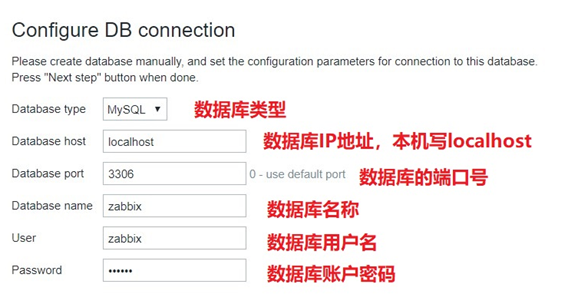 Configure DB connection
Please create database manually, and set the configuration parameters for connection to this database.
Press "Next step" button when done.
Database type MySQL ▼ 数据库类型
Database host localhost 数据库IP地址，本机写localhost
Database port 3306 0 - use default port 数据库的端口号
Database name zabbix 数据库名称
User zabbix 数据库用户名
Password •••••• 数据库账户密码